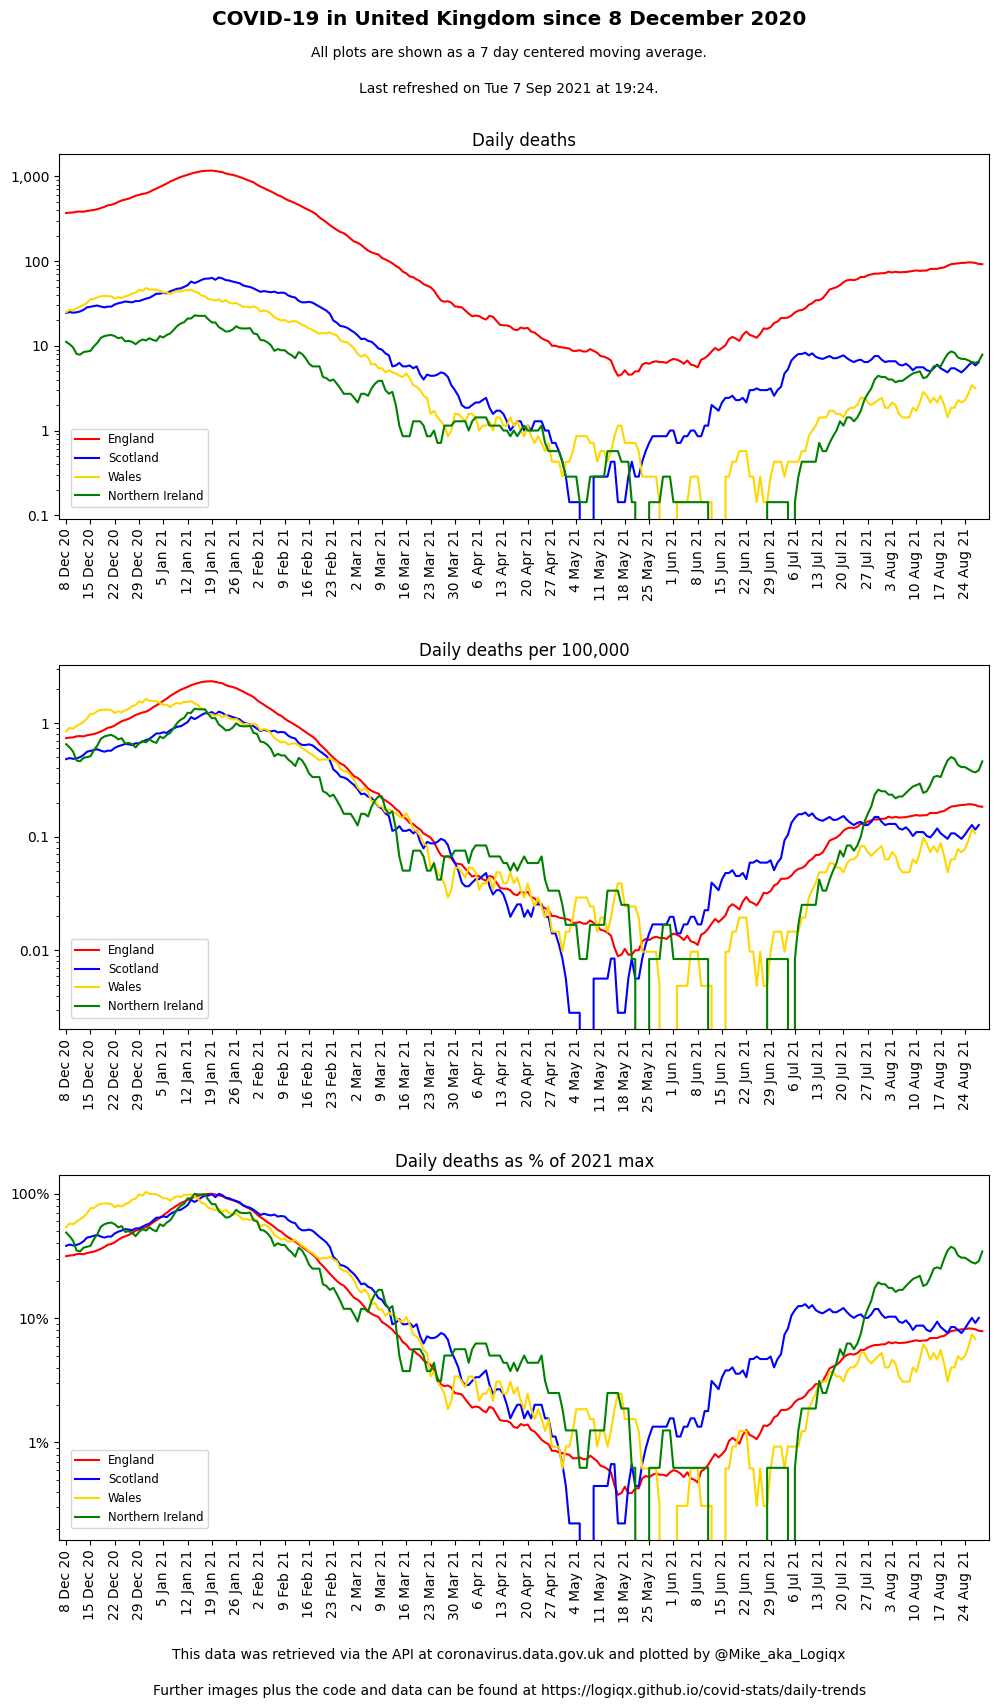 COVID-19 in United Kingdom since 8 December 2020
All plots are shown as a 7 day centered moving average.
Last refreshed on Tue 7 Sep 2021 at 19:24.
Daily deaths
1,000
100
10
1
0.1
England
Scotland
Wales
Northern Ireland
8 Dec 20
15 Dec 20
22 Dec 20
29 Dec 20
5 Jan 21
12 Jan 21
19 Jan 21
26 Jan 21
2 Feb 21
9 Feb 21
16 Feb 21
23 Feb 21
2 Mar 21
9 Mar 21
16 Mar 21
23 Mar 21
30 Mar 21
6 Apr 21
13 Apr 21
20 Apr 21
27 Apr 21
4 May 21
11 May 21
18 May 21
25 May 21
1 Jun 21
8 Jun 21
15 Jun 21
22 Jun 21
29 Jun 21
6 Jul 21
13 Jul 21
20 Jul 21
27 Jul 21
3 Aug 21
10 Aug 21
17 Aug 21
24 Aug 21
Daily deaths per 100,000
1
0.1
0.01
England
Scotland
Wales
Northern Ireland
8 Dec 20
15 Dec 20
22 Dec 20
29 Dec 20
5 Jan 21
12 Jan 21
19 Jan 21
26 Jan 21
2 Feb 21
9 Feb 21
16 Feb 21
23 Feb 21
2 Mar 21
9 Mar 21
16 Mar 21
23 Mar 21
30 Mar 21
6 Apr 21
13 Apr 21
20 Apr 21
27 Apr 21
4 May 21
11 May 21
18 May 21
25 May 21
1 Jun 21
8 Jun 21
15 Jun 21
22 Jun 21
29 Jun 21
6 Jul 21
13 Jul 21
20 Jul 21
27 Jul 21
3 Aug 21
10 Aug 21
17 Aug 21
24 Aug 21
Daily deaths as % of 2021 max
100%
10%
1%
England
Scotland
Wales
Northern Ireland
8 Dec 20
15 Dec 20
22 Dec 20
29 Dec 20
5 Jan 21
12 Jan 21
19 Jan 21
26 Jan 21
2 Feb 21
9 Feb 21
16 Feb 21
23 Feb 21
2 Mar 21
9 Mar 21
16 Mar 21
23 Mar 21
30 Mar 21
6 Apr 21
13 Apr 21
20 Apr 21
27 Apr 21
4 May 21
11 May 21
18 May 21
25 May 21
1 Jun 21
8 Jun 21
15 Jun 21
22 Jun 21
29 Jun 21
6 Jul 21
13 Jul 21
20 Jul 21
27 Jul 21
3 Aug 21
10 Aug 21
17 Aug 21
24 Aug 21
This data was retrieved via the API at coronavirus.data.gov.uk and plotted by @Mike_aka_Logiqx
Further images plus the code and data can be found at https://logiqx.github.io/covid-stats/daily-trends